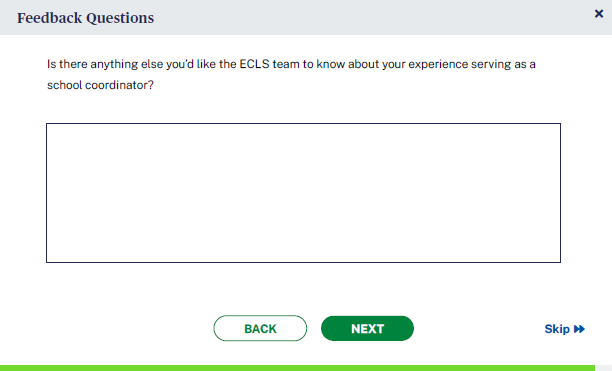 Feedback Questions
Is there anything else you'd like the ECLS team to know about your experience serving as a
school coordinator?
BACK
NEXT
Skip